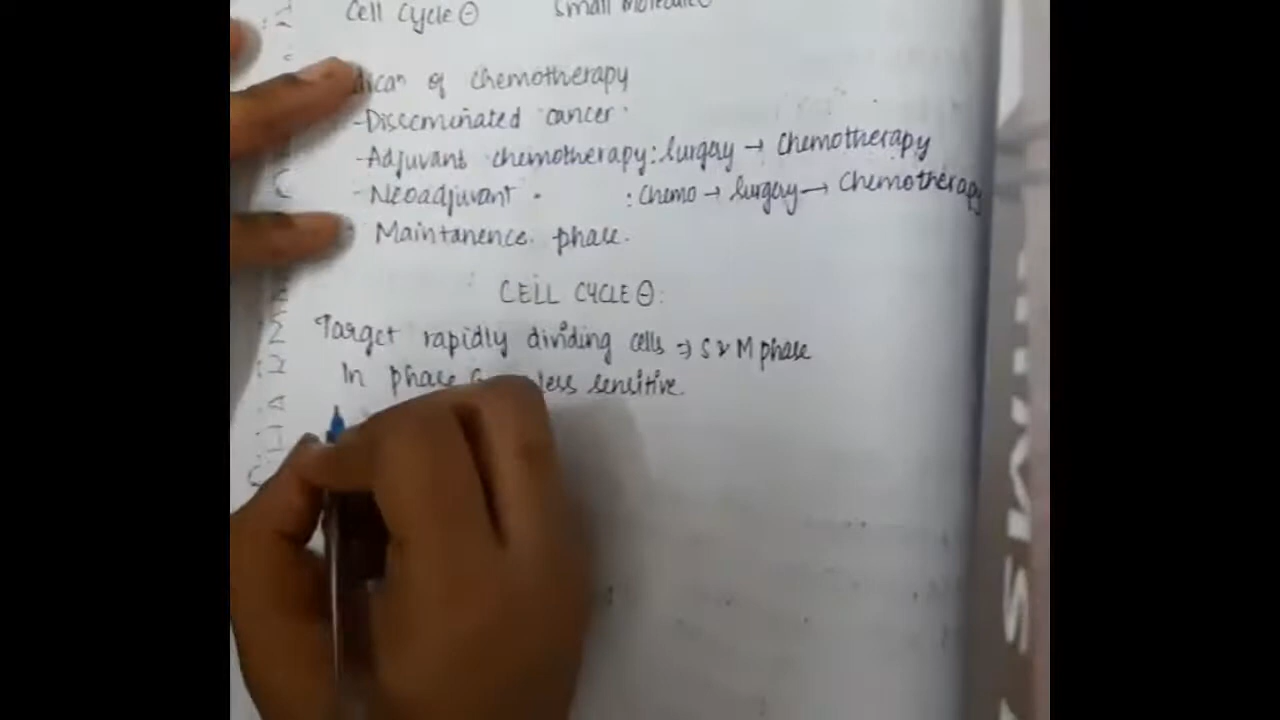 Cell Cycle Θ small
of chemotherapy
-Disseminated cancer
-Adjuvant chemotherapy: Surgery → Chemotherapy
-Neoadjuvant - : Chemo → Surgery → Chemotherapy
Maintanence phase.
CELL CYCLE Θ:
Target rapidly dividing cells ⇒ S & M phase
In phase less sensitive.